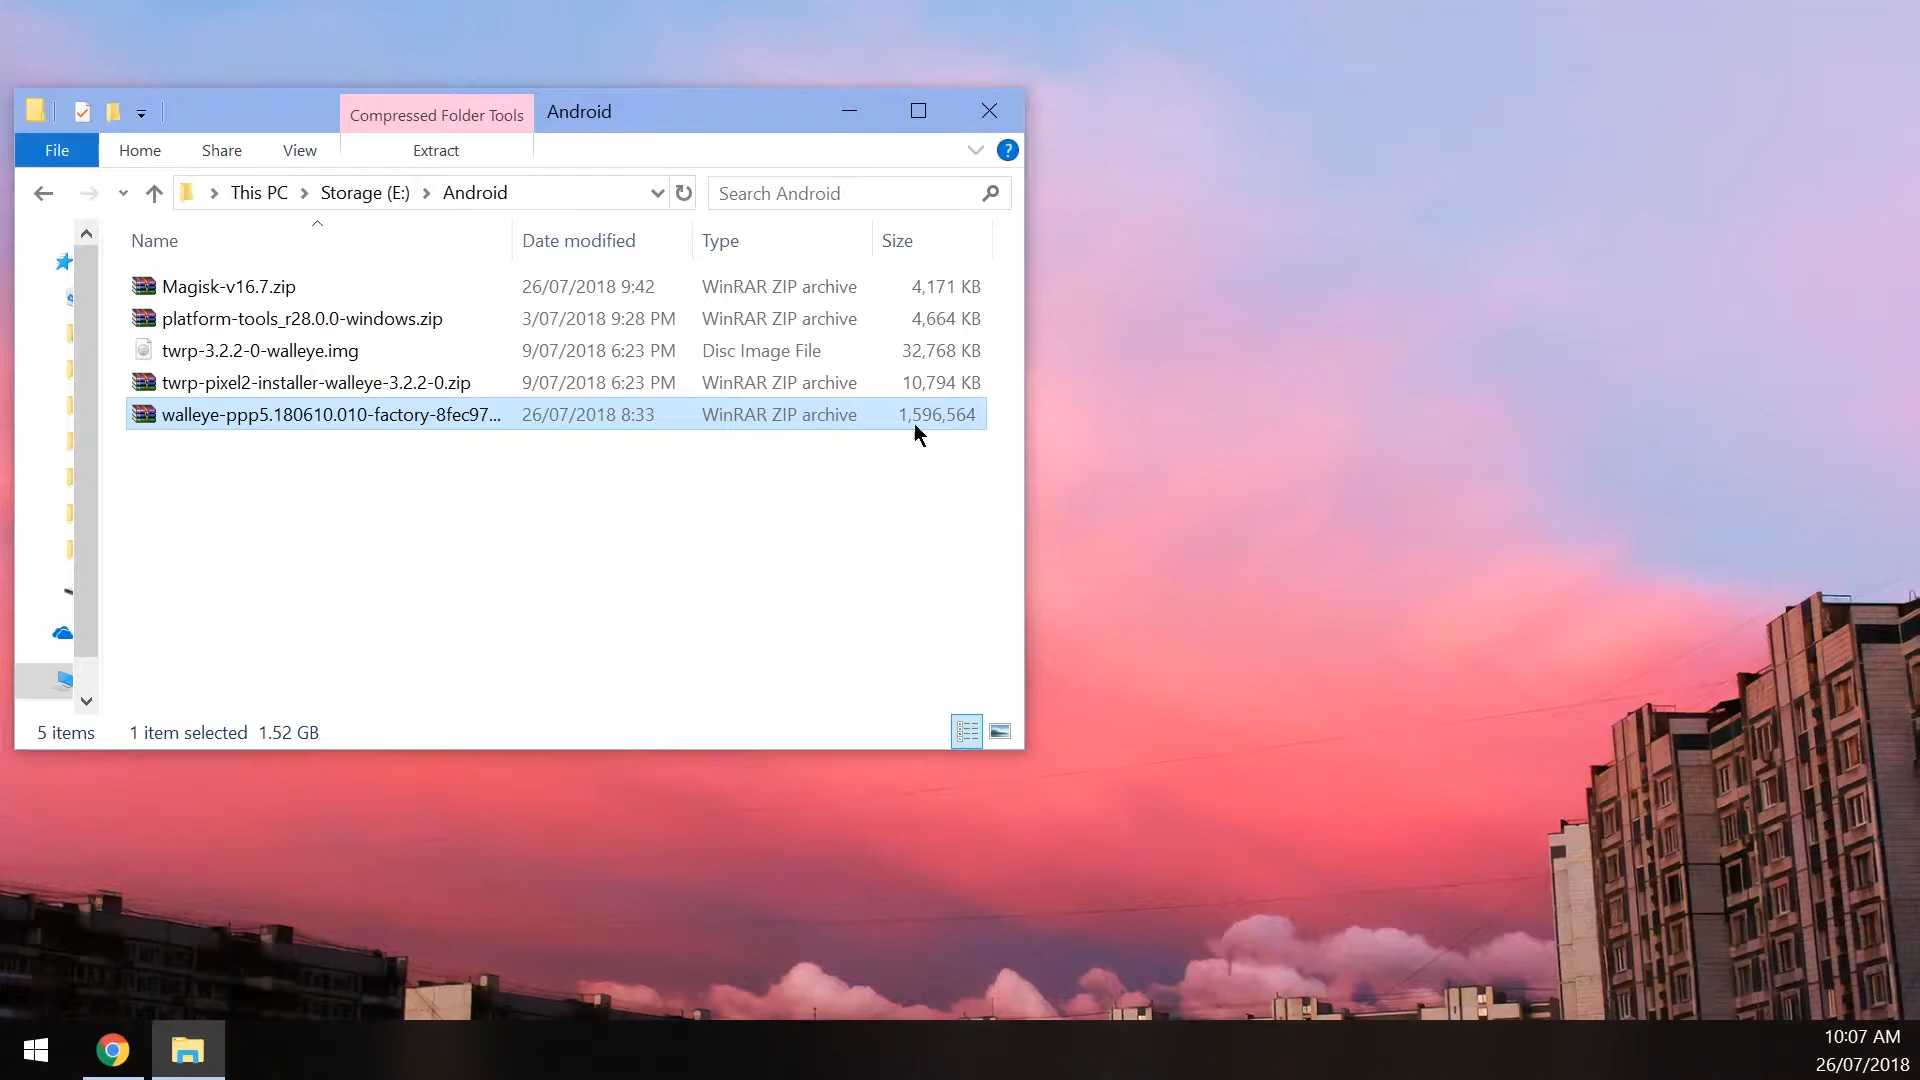 Compressed Folder Tools Android
File Home Share View Extract ?
This PC Storage (E:) Android Search Android
Name Date modified Type Size
Magisk-v16.7.zip 26/07/2018 9:42 WinRAR ZIP archive 4,171 KB
platform-tools_r28.0.0-windows.zip 3/07/2018 9:28 PM WinRAR ZIP archive 4,664 KB
twrp-3.2.2-0-walleye.img 9/07/2018 6:23 PM Disc Image File 32,768 KB
twrp-pixel2-installer-walleye-3.2.2-0.zip 9/07/2018 6:23 PM WinRAR ZIP archive 10,794 KB
walleye-ppp5.180610.010-factory-8fec97... 26/07/2018 8:33 WinRAR ZIP archive 1,596,564
5 items 1 item selected 1.52 GB
10:07 AM
26/07/2018